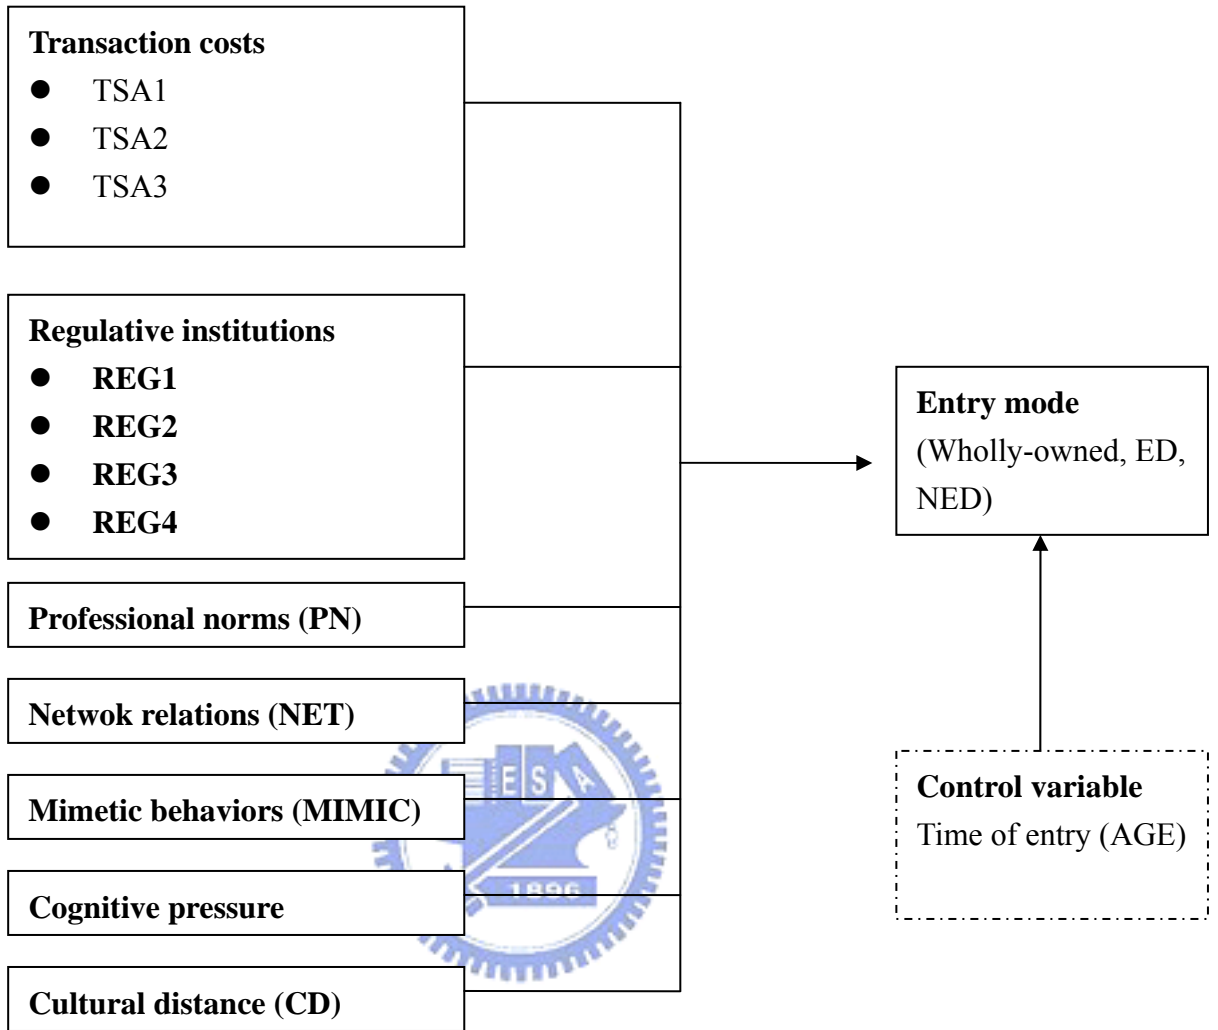 Transaction costs
● TSA1
● TSA2
● TSA3
Regulative institutions
● REG1
● REG2
● REG3
● REG4
Professional norms (PN)
Netwok relations (NET)
Mimetic behaviors (MIMIC)
Cognitive pressure
Cultural distance (CD)
Entry mode
(Wholly-owned, ED,
NED)
Control variable
Time of entry (AGE)
E S A
1896